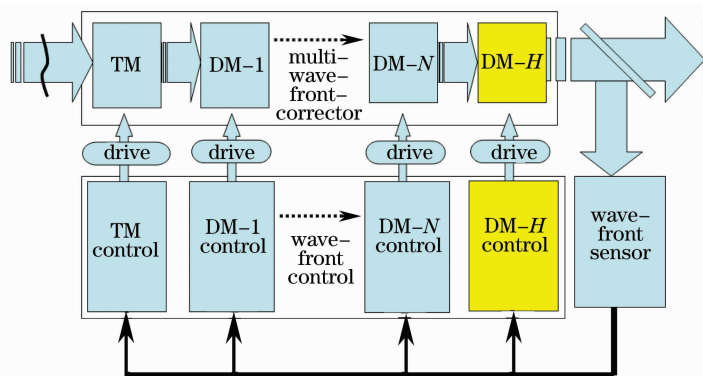 TM
DM-1
multi-
wave-
front-
corrector
DM-N
DM-H
drive
drive
drive
drive
TM
control
DM-1
control
wave-
front
control
DM-N
control
DM-H
control
wave-
front
sensor